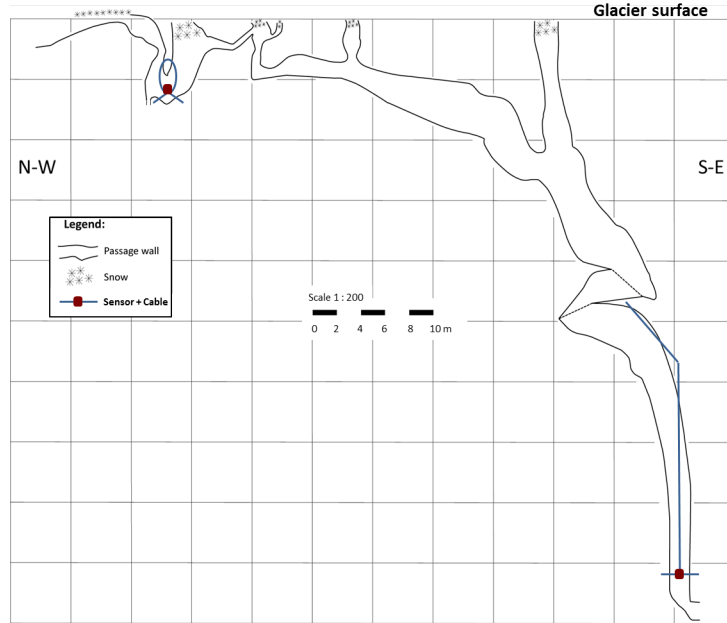 Glacier surface
N-W
S-E
Legend:
Passage wall
Snow
Sensor + Cable
Scale 1 : 200
0 2 4 6 8 10 m